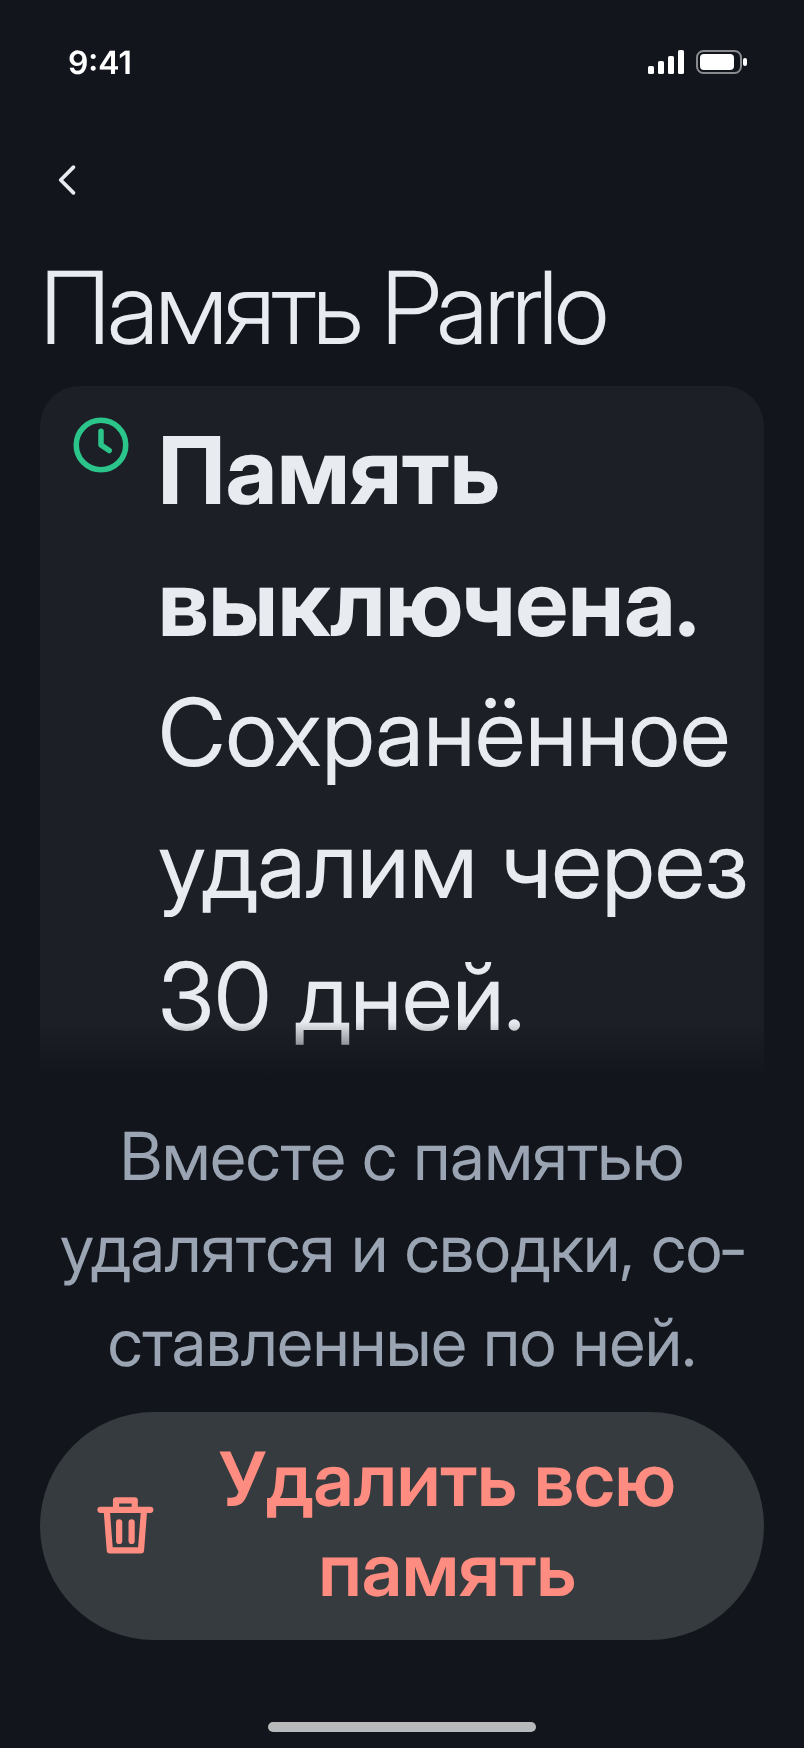 9:41
Память Parrlo
Память
выключена.
Сохранённое
удалим через
30 дней.
Вместе с памятью
удалятся и сводки, со-
ставленные по ней.
Удалить всю
память